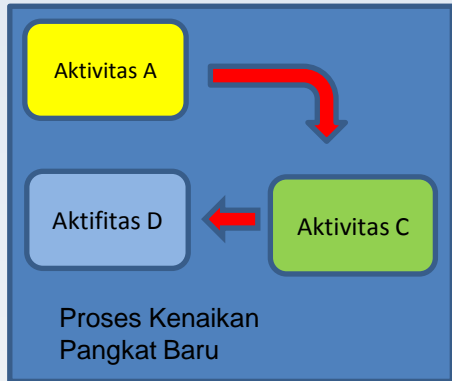 Aktivitas A
Aktifitas D
Aktivitas C
Proses Kenaikan
Pangkat Baru